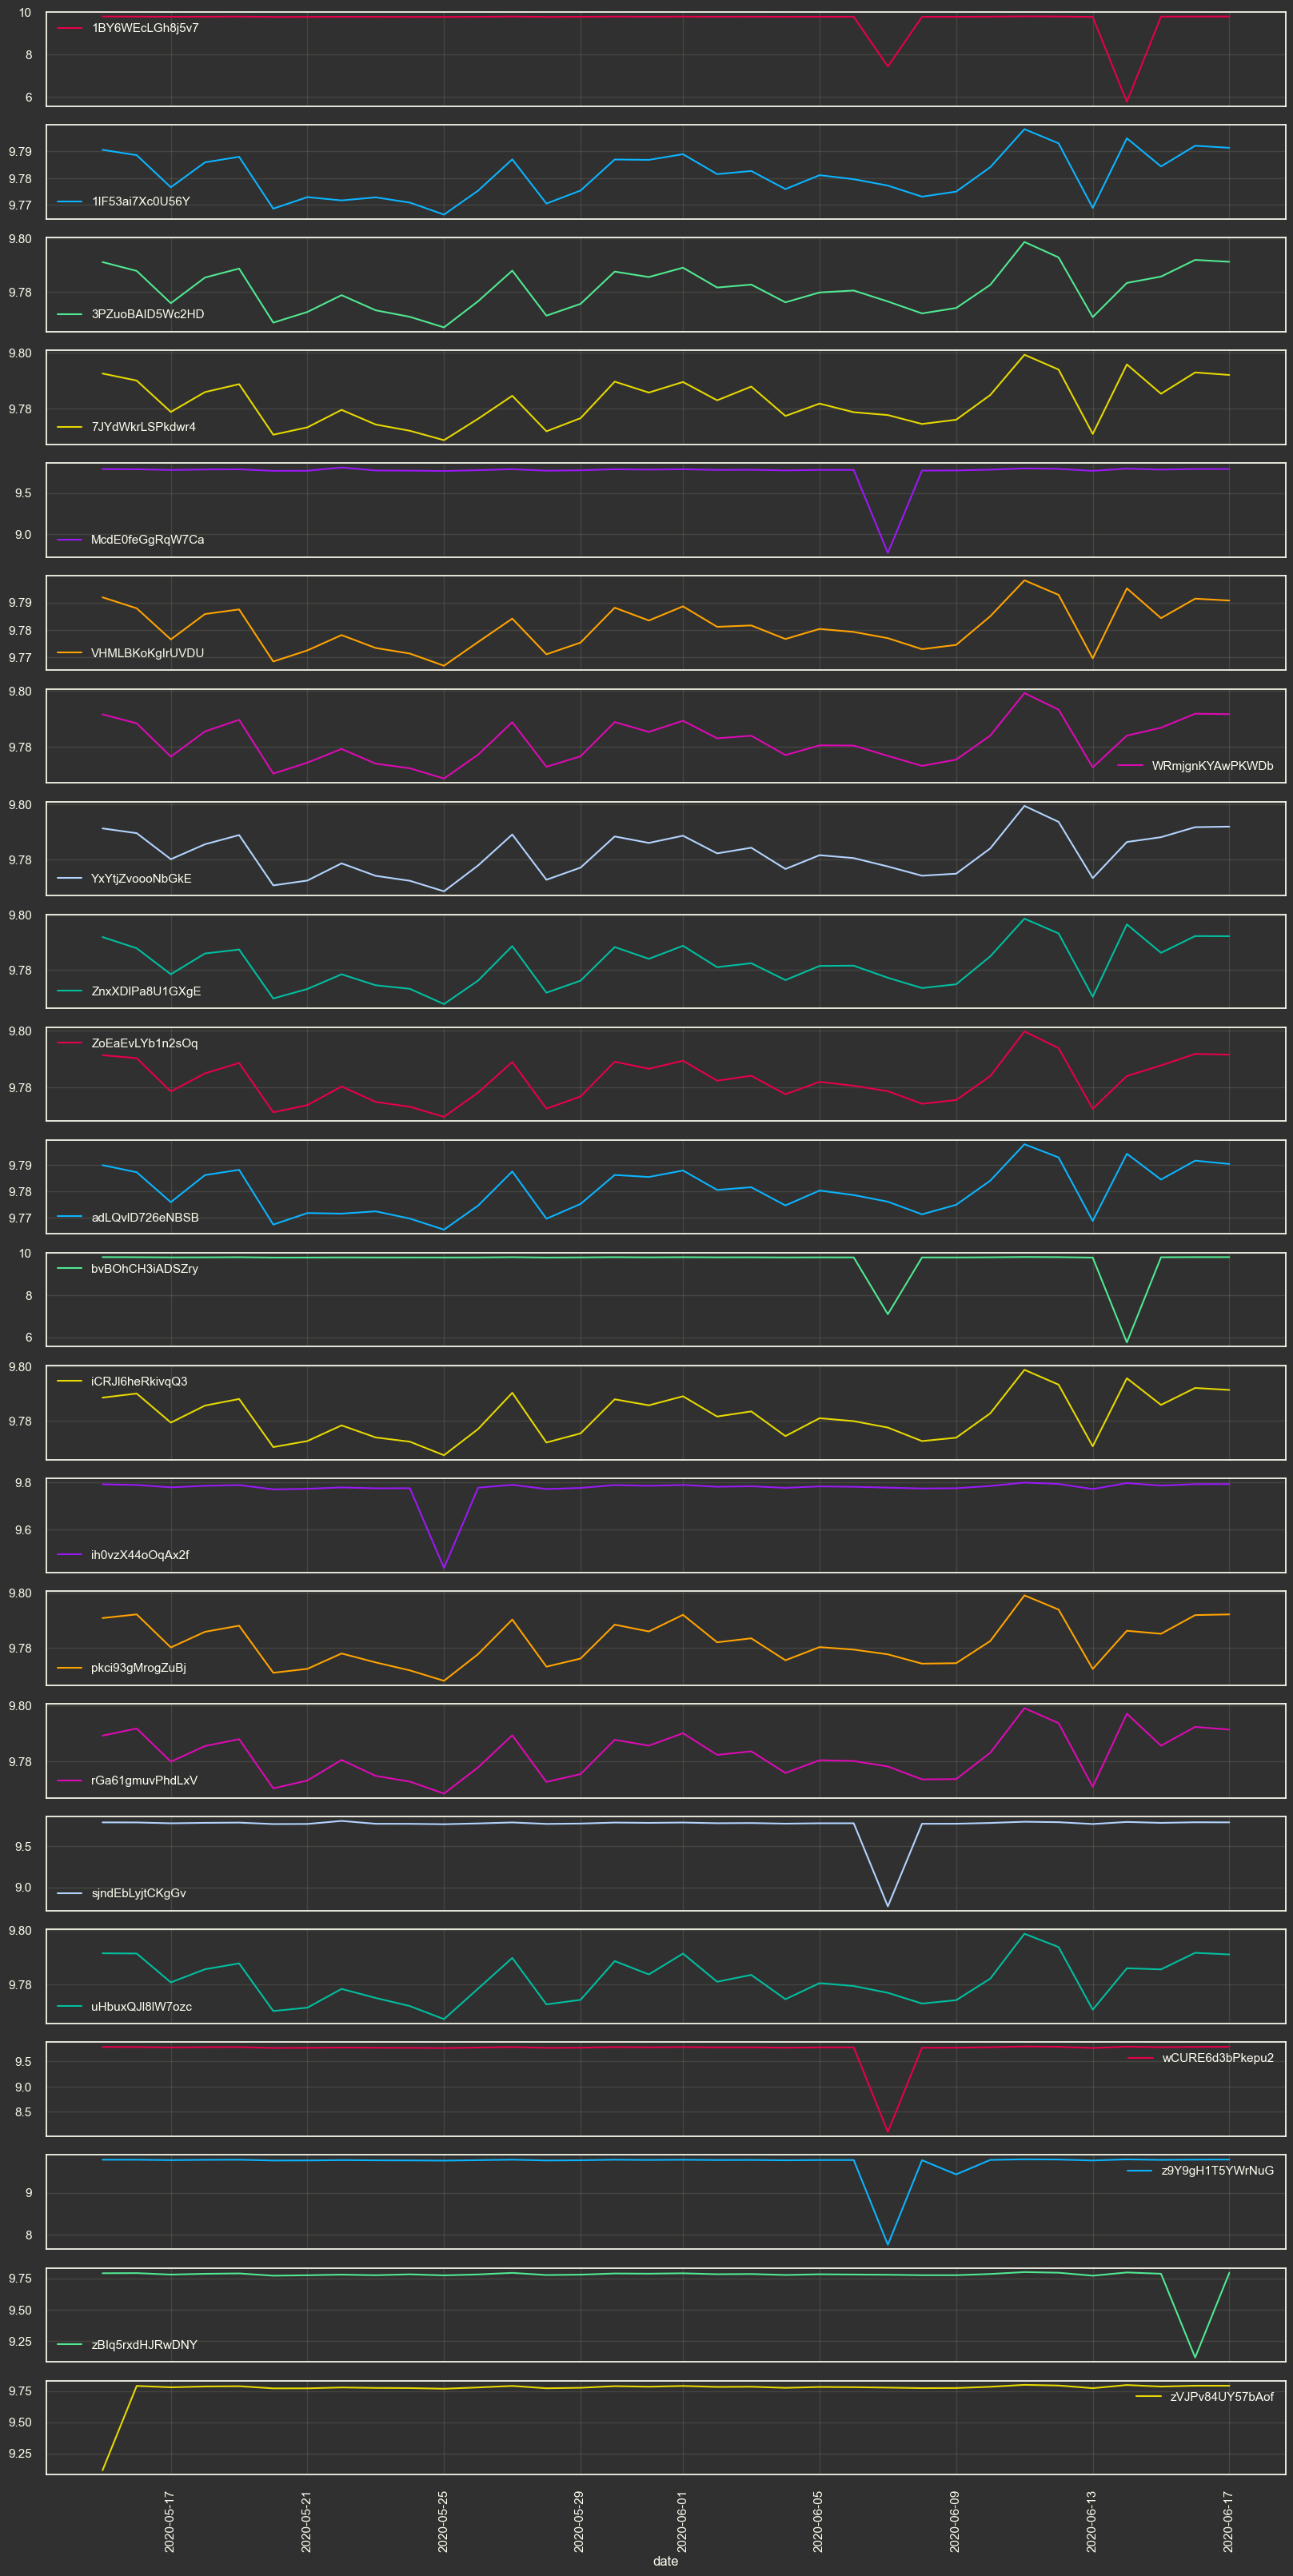 10
1BY6WEcLGh8j5v7
8
6
9.79
9.78
1IF53ai7Xc0U56Y
9.77
9.80
9.78
3PZuoBAID5Wc2HD
9.80
9.78
7JYdWkrLSPkdwr4
9.5
9.0
McdE0feGgRqW7Ca
9.79
9.78
VHMLBKoKglrUVDU
9.77
9.80
9.78
WRmjgnKYAwPKWDb
9.80
9.78
YxYtjZvoooNbGkE
9.80
9.78
ZnxXDlPa8U1GXgE
9.80
ZoEaEvLYb1n2sOq
9.78
9.79
9.78
adLQvlD726eNBSB
9.77
10
bvBOhCH3iADSZry
8
6
9.80
iCRJl6heRkivqQ3
9.78
9.8
9.6
ih0vzX44oOqAx2f
9.80
9.78
pkci93gMrogZuBj
9.80
9.78
rGa61gmuvPhdLxV
9.5
9.0
sjndEbLyjtCKgGv
9.80
9.78
uHbuxQJl8lW7ozc
wCURE6d3bPkepu2
9.5
9.0
8.5
z9Y9gH1T5YWrNuG
9
8
9.75
9.50
9.25
zBlq5rxdHJRwDNY
9.75
zVJPv84UY57bAof
9.50
9.25
2020-05-17
2020-05-21
2020-05-25
2020-05-29
2020-06-01
2020-06-05
2020-06-09
2020-06-13
2020-06-17
date